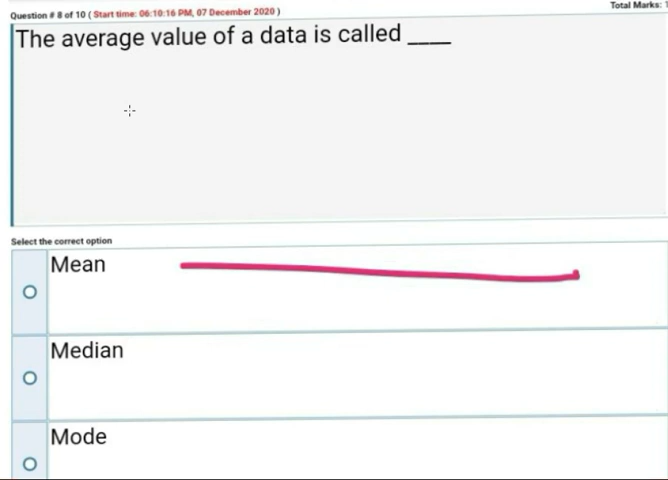 Question # 8 of 10 ( Start time: 06:10:16 PM, 07 December 2020 )
Total Marks: 1
The average value of a data is called ____
Select the correct option
Mean
Median
Mode